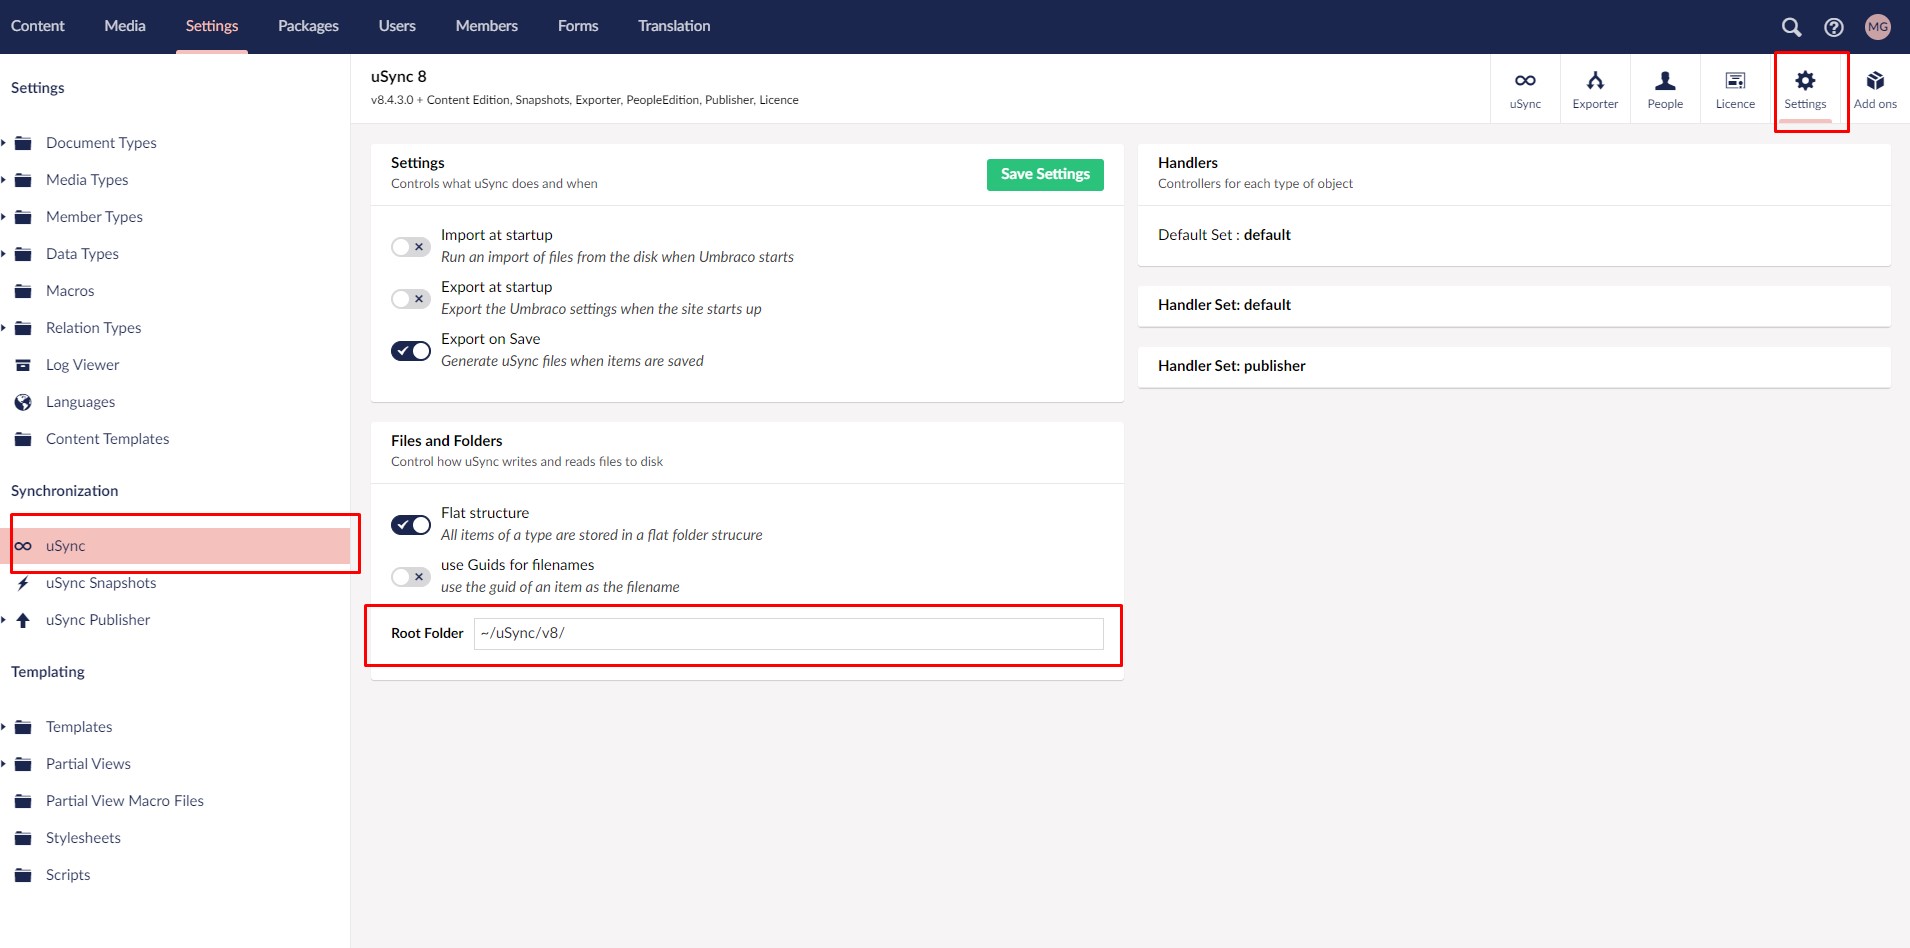 Content Media Settings Packages Users Members Forms Translation MG
Settings
Document Types
Media Types
Member Types
Data Types
Macros
Relation Types
Log Viewer
Languages
Content Templates
Synchronization
uSync
uSync Snapshots
uSync Publisher
Templating
Templates
Partial Views
Partial View Macro Files
Stylesheets
Scripts
uSync 8
v8.4.3.0 + Content Edition, Snapshots, Exporter, PeopleEdition, Publisher, Licence
uSync Exporter People Licence Settings Add ons
Settings
Controls what uSync does and when
Save Settings
Import at startup
Run an import of files from the disk when Umbraco starts
Export at startup
Export the Umbraco settings when the site starts up
Export on Save
Generate uSync files when items are saved
Files and Folders
Control how uSync writes and reads files to disk
Flat structure
All items of a type are stored in a flat folder strucure
use Guids for filenames
use the guid of an item as the filename
Root Folder ~/uSync/v8/
Handlers
Controllers for each type of object
Default Set : default
Handler Set: default
Handler Set: publisher